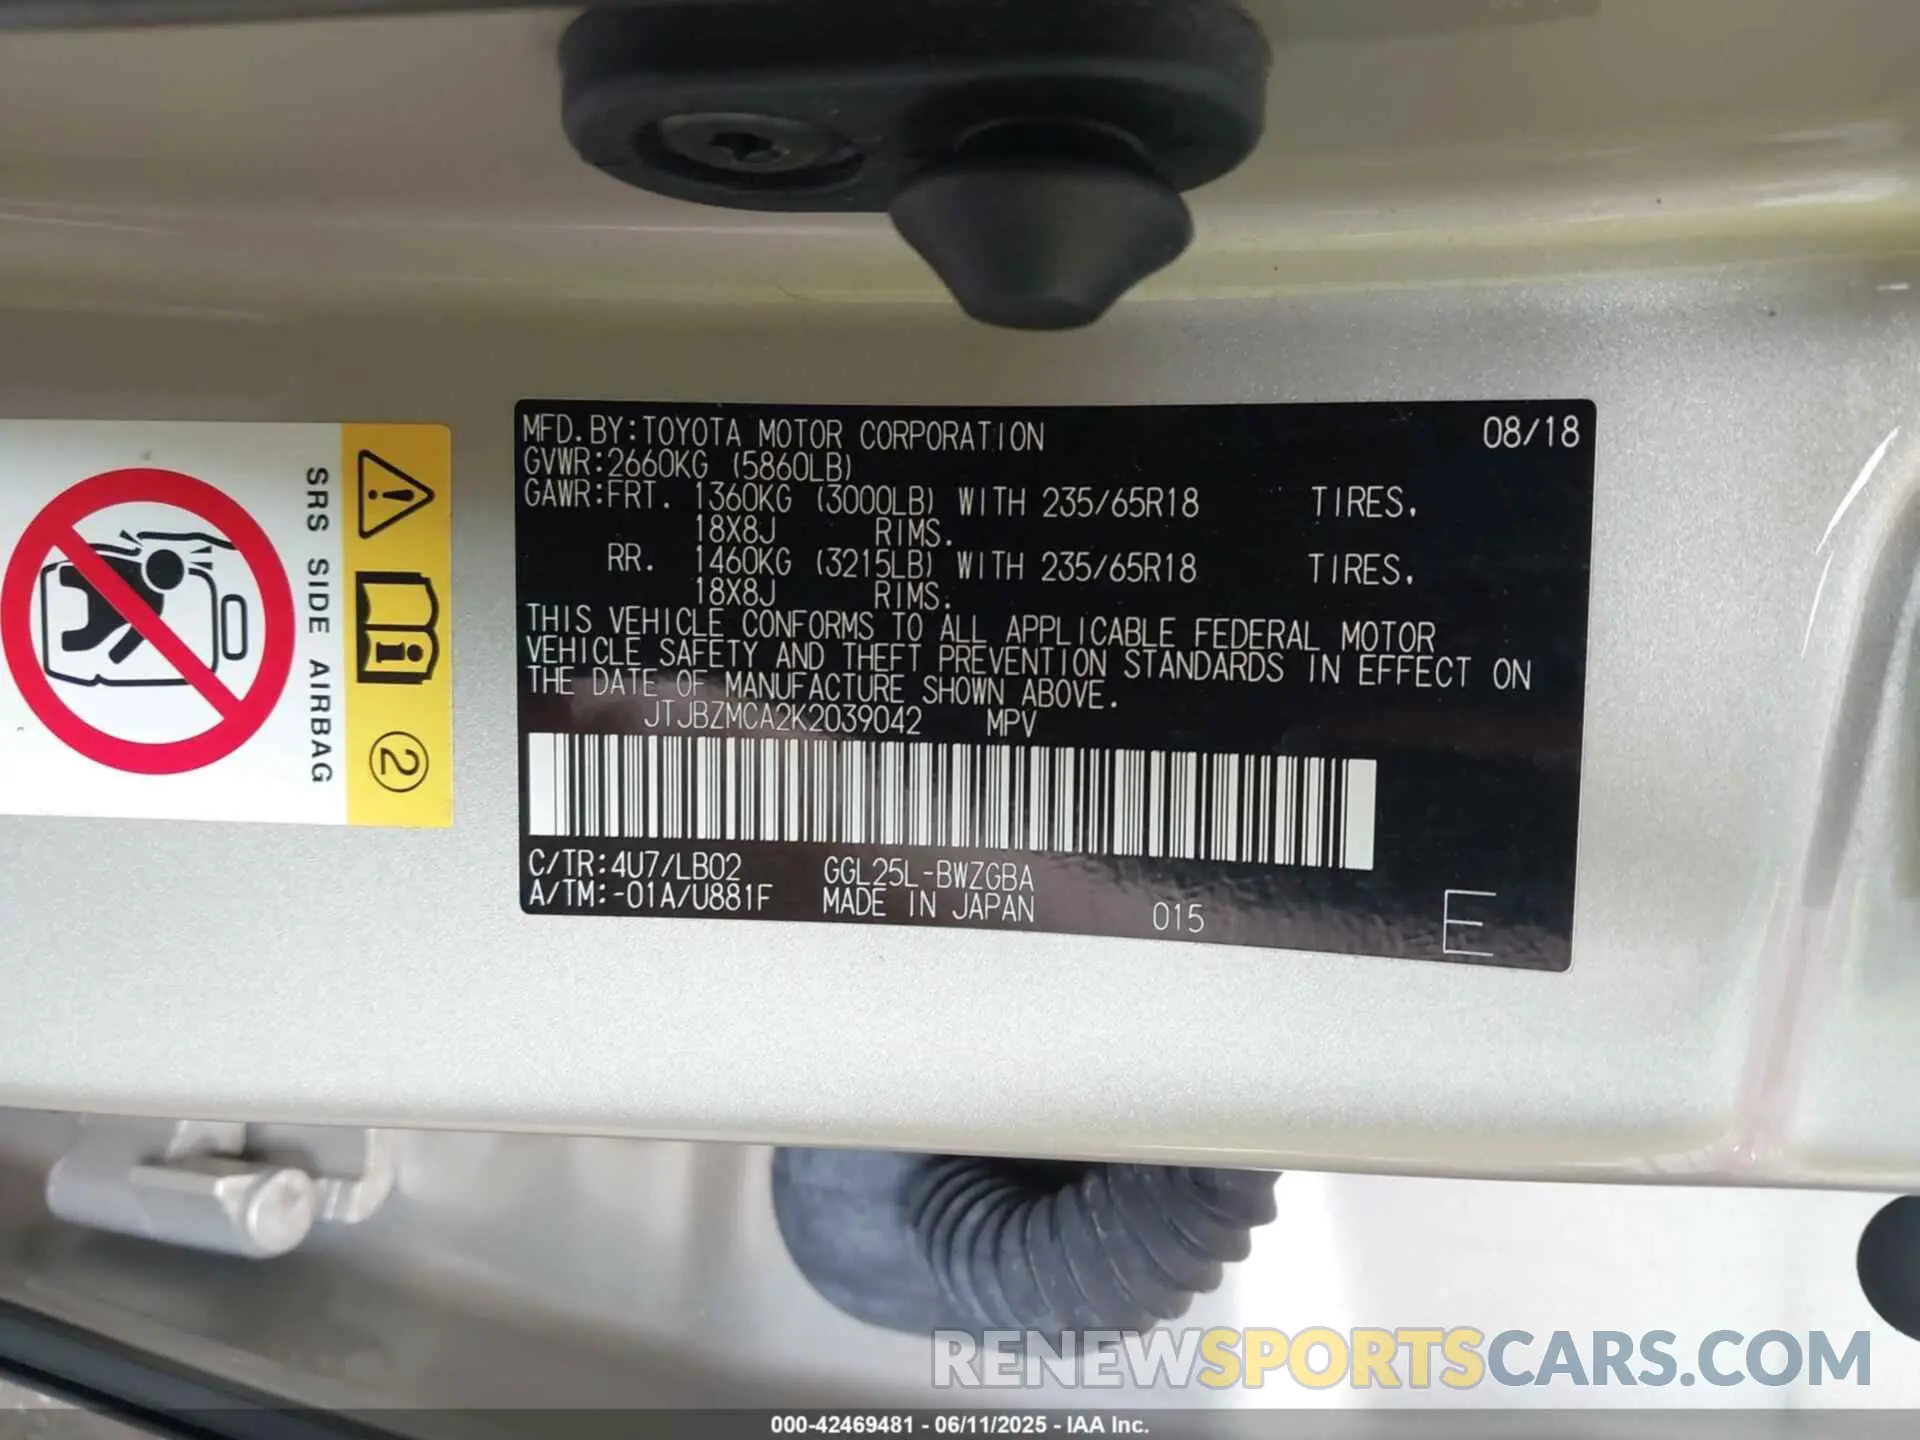 MFD.BY:TOYOTA MOTOR CORPORATION 08/18
GVWR:2660KG (5860LB)
GAWR:FRT. 1360KG (3000LB) WITH 235/65R18 TIRES,
18X8J RIMS.
RR. 1460KG (3215LB) WITH 235/65R18 TIRES,
18X8J RIMS.
THIS VEHICLE CONFORMS TO ALL APPLICABLE FEDERAL MOTOR
VEHICLE SAFETY AND THEFT PREVENTION STANDARDS IN EFFECT ON
THE DATE OF MANUFACTURE SHOWN ABOVE.
JTJBZMCA2K2039042 MPV
C/TR:4U7/LB02 GGL25L-BWZGBA
A/TM:-01A/U881F MADE IN JAPAN 015 E
SRS SIDE AIRBAG
2
RENEWSPORTSCARS.COM
000-42469481 - 06/11/2025 - IAA Inc.